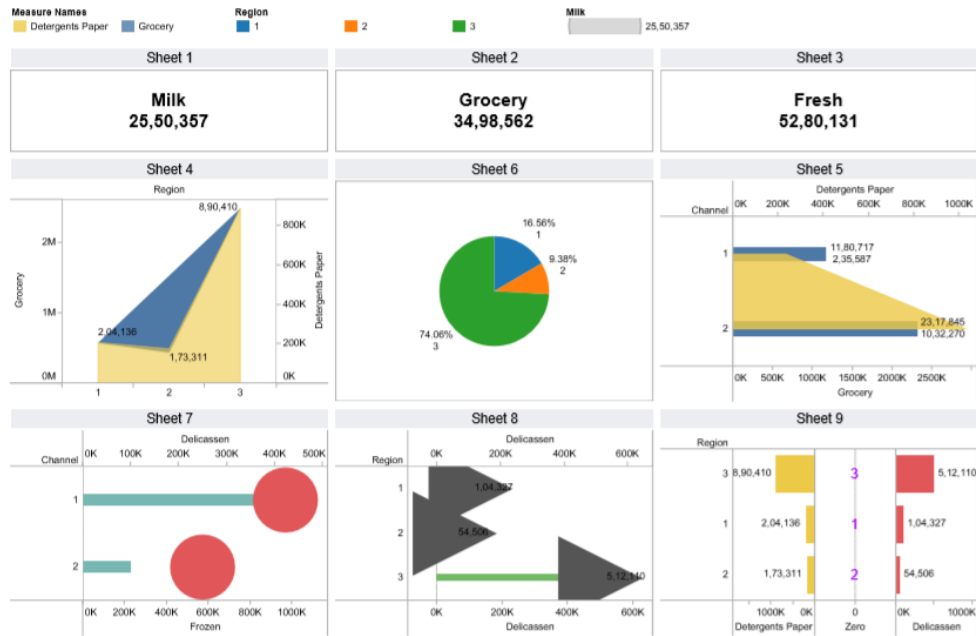 Measure Names Region Milk
Detergents Paper Grocery 1 2 3 25,50,357
Sheet 1 Sheet 2 Sheet 3
Milk
25,50,357
Grocery
34,98,562
Fresh
52,80,131
Sheet 4
Region
8,90,410
2,04,136
1,73,311
Grocery
2M
1M
0M
Detergents Paper
800K
600K
400K
200K
0K
1 2 3
Sheet 6
16.56%
1
9.38%
2
74.06%
3
Sheet 5
Detergents Paper
0K 200K 400K 600K 800K 1000K
Channel
1
11,80,717
2,35,587
2
23,17,845
10,32,270
0K 500K 1000K 1500K 2000K 2500K
Grocery
Sheet 7
Delicassen
Channel 0K 100K 200K 300K 400K 500K
1
2
0K 2000K 4000K 6000K 8000K 1000K
Frozen
Sheet 8
Delicassen
Region 0K 200K 400K 600K
1 1,04,327
2 54,506
3 5,12,110
0K 200K 400K 600K
Delicassen
Sheet 9
Region
3 8,90,410 3 5,12,110
1 2,04,136 1 1,04,327
2 1,73,311 2 54,506
1000K 0K 0 0K 1000K
Detergents Paper Zero Delicassen